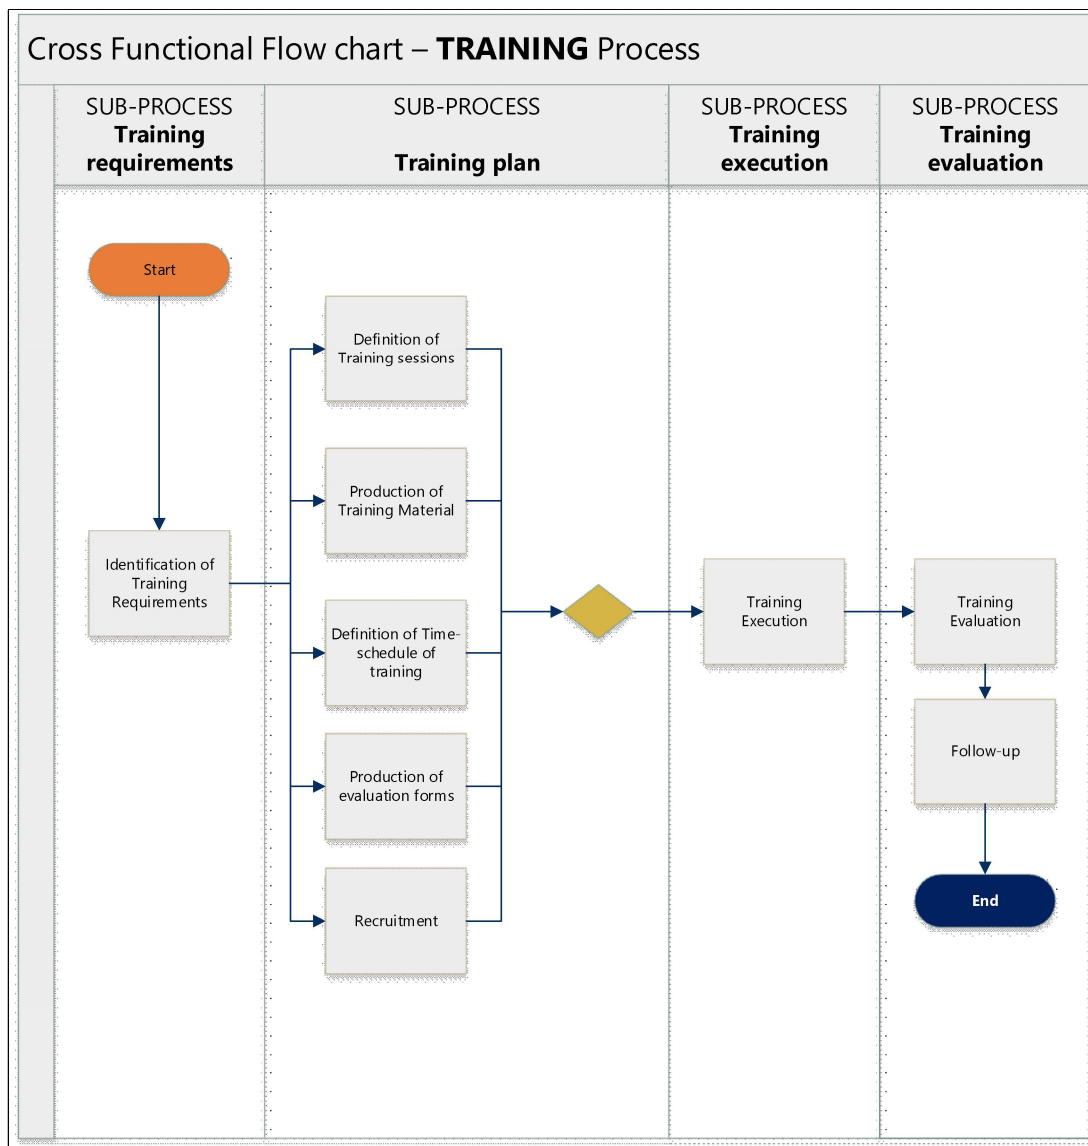 Cross Functional Flow chart – TRAINING Process
SUB-PROCESS
Training
requirements
SUB-PROCESS
Training plan
SUB-PROCESS
Training
execution
SUB-PROCESS
Training
evaluation
Start
Identification of
Training
Requirements
Definition of
Training sessions
Production of
Training Material
Definition of Time-
schedule of
training
Production of
evaluation forms
Recruitment
Training
Execution
Training
Evaluation
Follow-up
End